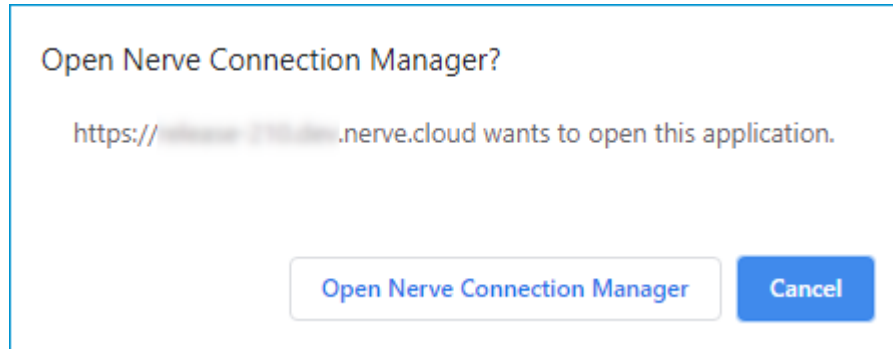 Open Nerve Connection Manager?
https:// .nerve.cloud wants to open this application.
Open Nerve Connection Manager
Cancel